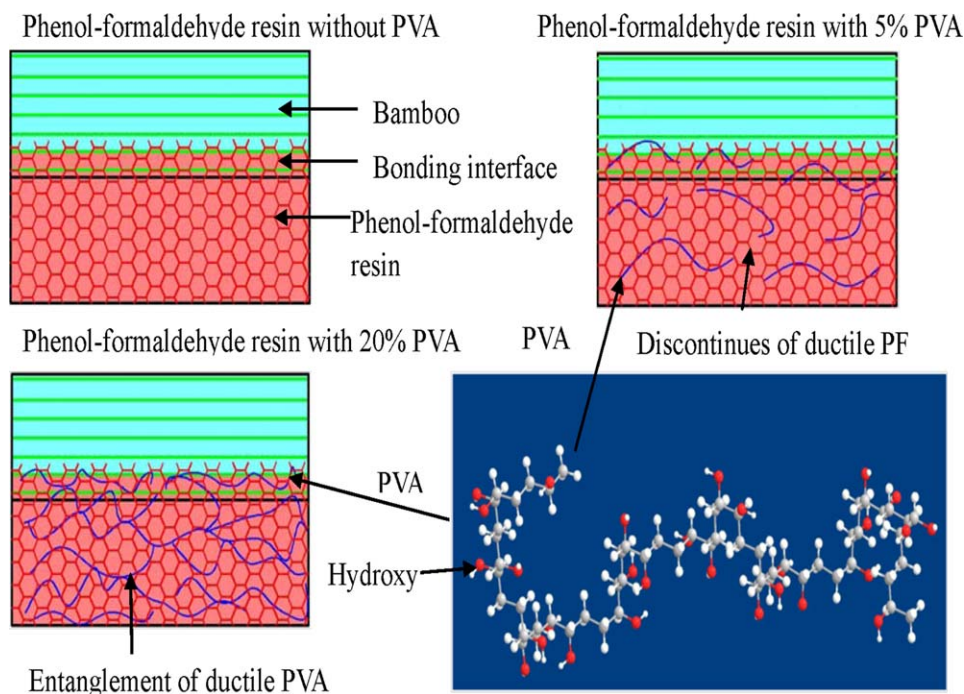 Phenol-formaldehyde resin without PVA
Phenol-formaldehyde resin with 5% PVA
Bamboo
Bonding interface
Phenol-formaldehyde
resin
Phenol-formaldehyde resin with 20% PVA
PVA
Discontinues of ductile PF
PVA
Hydroxy
Entanglement of ductile PVA